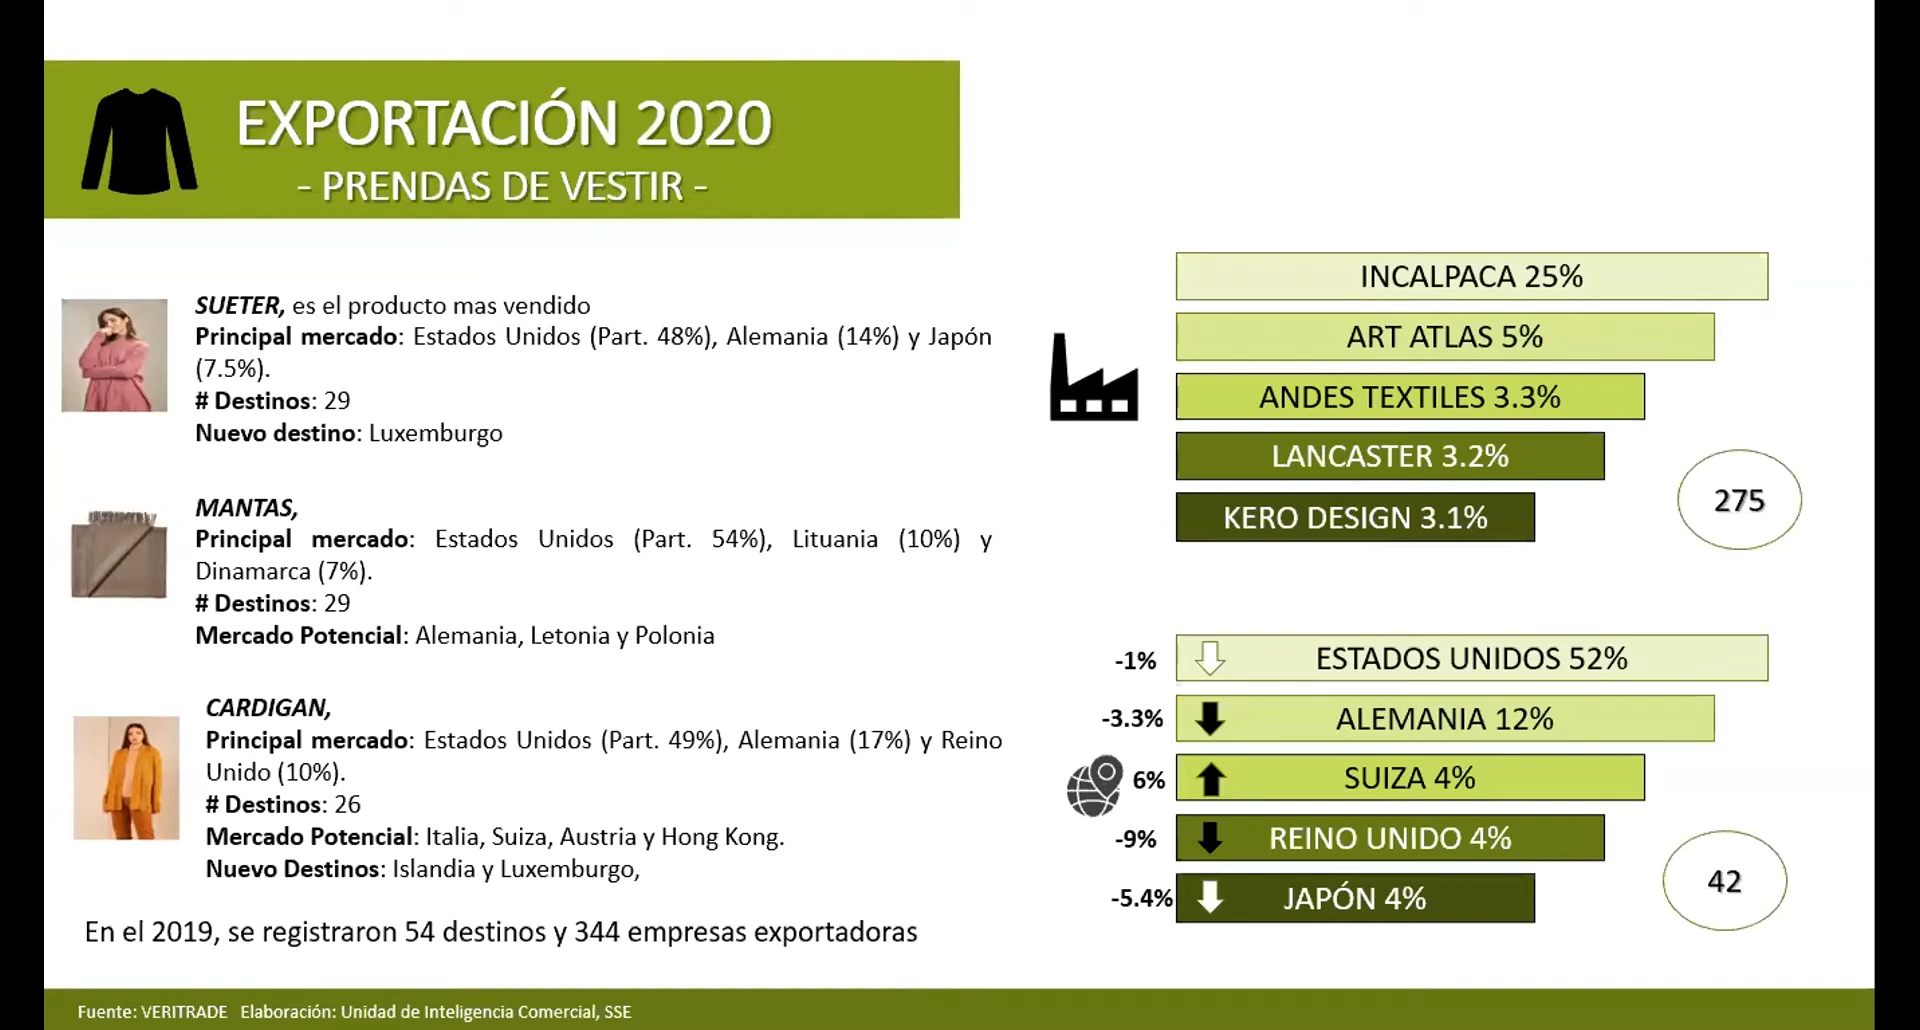 EXPORTACIÓN 2020
- PRENDAS DE VESTIR -
SUETER, es el producto mas vendido
Principal mercado: Estados Unidos (Part. 48%), Alemania (14%) y Japón
(7.5%).
# Destinos: 29
Nuevo destino: Luxemburgo
MANTAS,
Principal mercado: Estados Unidos (Part. 54%), Lituania (10%) y
Dinamarca (7%).
# Destinos: 29
Mercado Potencial: Alemania, Letonia y Polonia
CARDIGAN,
Principal mercado: Estados Unidos (Part. 49%), Alemania (17%) y Reino
Unido (10%).
# Destinos: 26
Mercado Potencial: Italia, Suiza, Austria y Hong Kong.
Nuevo Destinos: Islandia y Luxemburgo,
En el 2019, se registraron 54 destinos y 344 empresas exportadoras
INCALPACA 25%
ART ATLAS 5%
ANDES TEXTILES 3.3%
LANCASTER 3.2%
KERO DESIGN 3.1%
275
-1% ESTADOS UNIDOS 52%
-3.3% ALEMANIA 12%
6% SUIZA 4%
-9% REINO UNIDO 4%
-5.4% JAPÓN 4%
42
Fuente: VERITRADE Elaboración: Unidad de Inteligencia Comercial, SSE